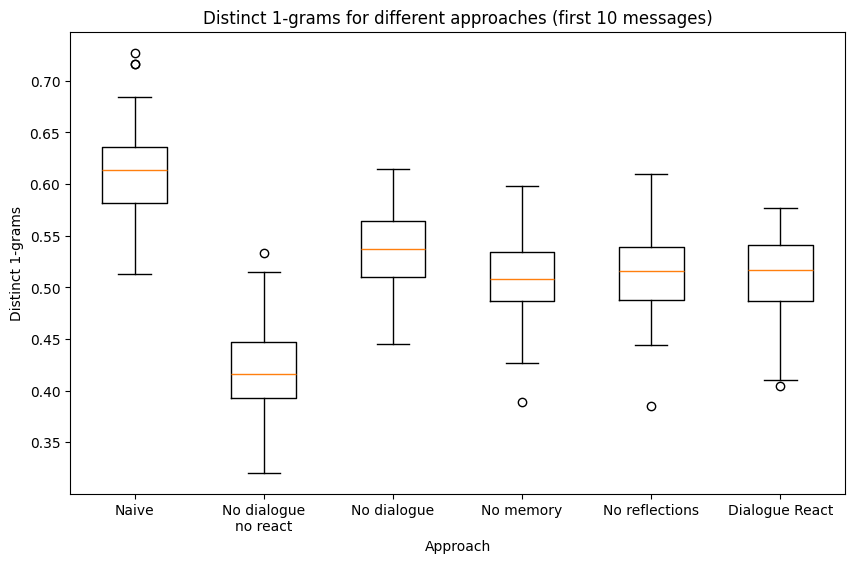 Distinct 1-grams for different approaches (first 10 messages)
Distinct 1-grams
0.70
0.65
0.60
0.55
0.50
0.45
0.40
0.35
Naive
No dialogue
no react
No dialogue
No memory
No reflections
Dialogue React
Approach